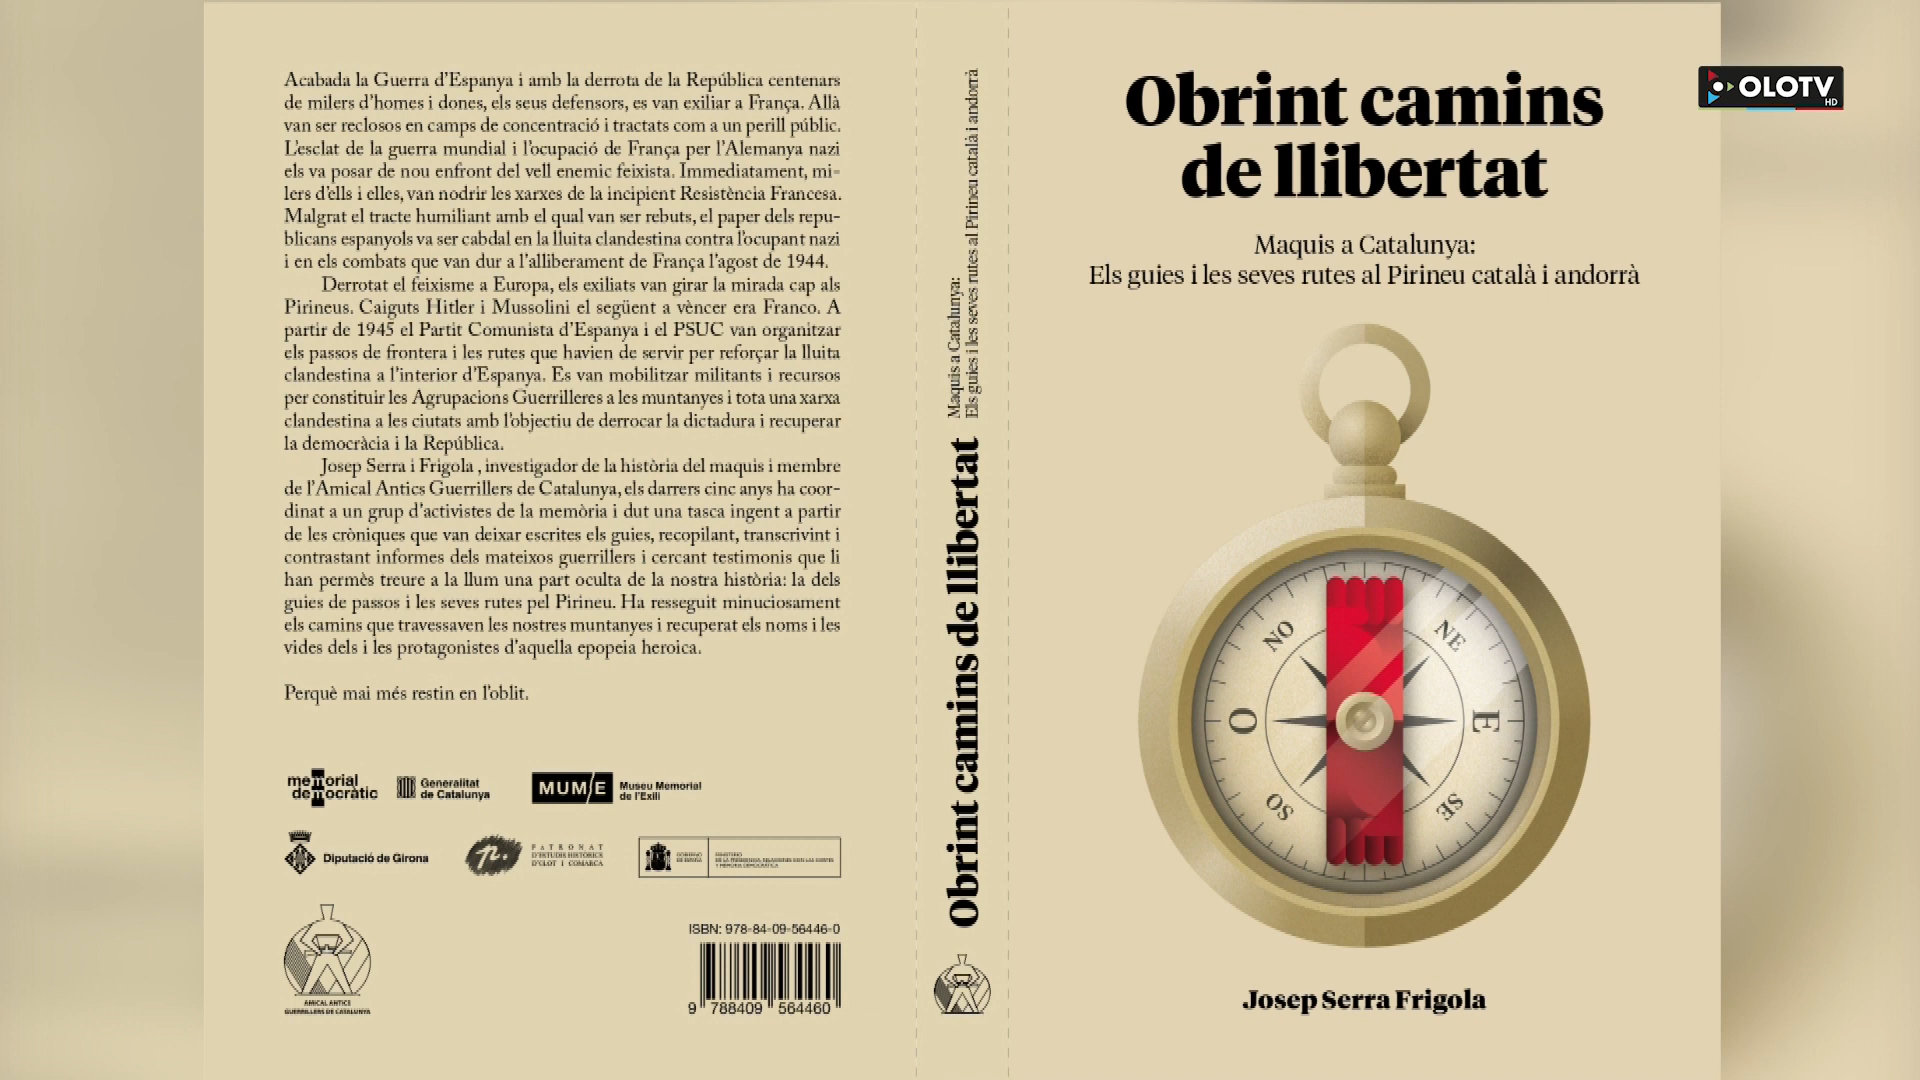 Acabada la Guerra d'Espanya i amb la derrota de la República centenars
de milers d'homes i dones, els seus defensors, es van exiliar a França. Allà
van ser reclosos en camps de concentració i tractats com a un perill públic.
L'esclat de la guerra mundial i l'ocupació de França per l'Alemanya nazi
els va posar de nou enfront del vell enemic feixista. Immediatament, mi-
lers d'ells i elles, van nodrir les xarxes de la incipient Resistència Francesa.
Malgrat el tracte humiliant amb el qual van ser rebuts, el paper dels repu-
blicans espanyols va ser cabdal en la lluita clandestina contra l'ocupant nazi
i en els combats que van dur a l'alliberament de França l'agost de 1944.
Derrotat el feixisme a Europa, els exiliats van girar la mirada cap als
Pirineus. Caiguts Hitler i Mussolini el següent a vèncer era Franco. A
partir de 1945 el Partit Comunista d'Espanya i el PSUC van organitzar
els passos de frontera i les rutes que havien de servir per reforçar la lluita
clandestina a l'interior d'Espanya. Es van mobilitzar militants i recursos
per constituir les Agrupacions Guerrilleres a les muntanyes i tota una xarxa
clandestina a les ciutats amb l'objectiu de derrocar la dictadura i recuperar
la democràcia i la República.
Josep Serra i Frigola , investigador de la història del maquis i membre
de l'Amical Antics Guerrillers de Catalunya, els darrers cinc anys ha coor-
dinat a un grup d'activistes de la memòria i dut una tasca ingent a partir
de les cròniques que van deixar escrites els guies, recopilant, transcrivint i
contrastant informes dels mateixos guerrillers i cercant testimonis que li
han permès treure a la llum una part oculta de la nostra història: la dels
guies de passos i les seves rutes pel Pirineu. Ha resseguit minuciosament
els camins que travessaven les nostres muntanyes i recuperat els noms i les
vides dels i les protagonistes d'aquella epopeia heroica.
Perquè mai més restin en l'oblit.
memorial
democràtic
Generalitat
de Catalunya
MUME
Museu Memorial
de l'Exili
Diputació de Girona
PATRONAT
D'ESTUDIS HISTÒRICS
D'OLOT I COMARCA
GOBIERNO
DE ESPAÑA
MINISTERIO
AMICAL ANTICS
GUERRILLERS DE CATALUNYA
ISBN: 978-84-09-56446-0
9 788409 564460
Obrint camins de llibertat
Maquis a Catalunya:
Els guies i les seves rutes al Pirineu català i andorrà
Obrint camins
de llibertat
Maquis a Catalunya:
Els guies i les seves rutes al Pirineu català i andorrà
NO
NE
O
E
SO
SE
Josep Serra Frigola
OLOTV
HD